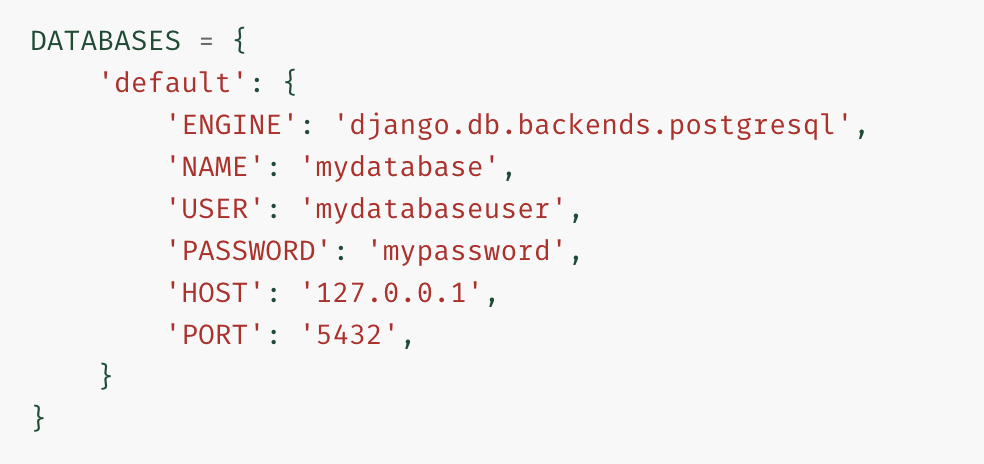 DATABASES = {
    'default': {
        'ENGINE': 'django.db.backends.postgresql',
        'NAME': 'mydatabase',
        'USER': 'mydatabaseuser',
        'PASSWORD': 'mypassword',
        'HOST': '127.0.0.1',
        'PORT': '5432',
    }
}